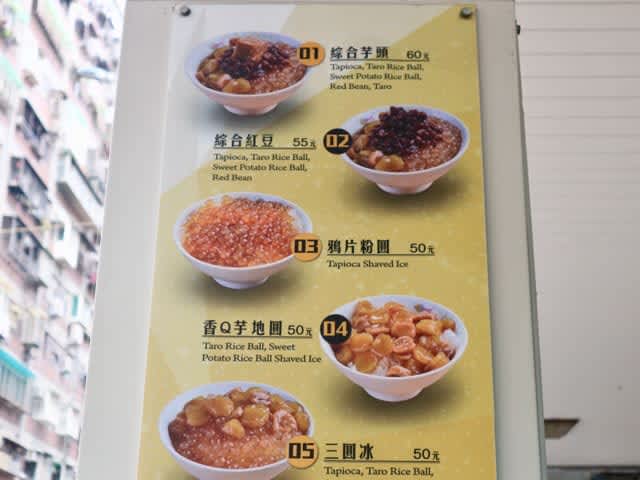 01 綜合芋頭 60元
Tapioca, Taro Rice Ball,
Sweet Potato Rice Ball,
Red Bean, Taro
綜合紅豆 55元 02
Tapioca, Taro Rice Ball,
Sweet Potato Rice Ball,
Red Bean
03 鴉片粉圓 50元
Tapioca Shaved Ice
香Q芋地圓 50元 04
Taro Rice Ball, Sweet
Potato Rice Ball Shaved Ice
05 三圓冰 50元
Tapioca, Taro Rice Ball,